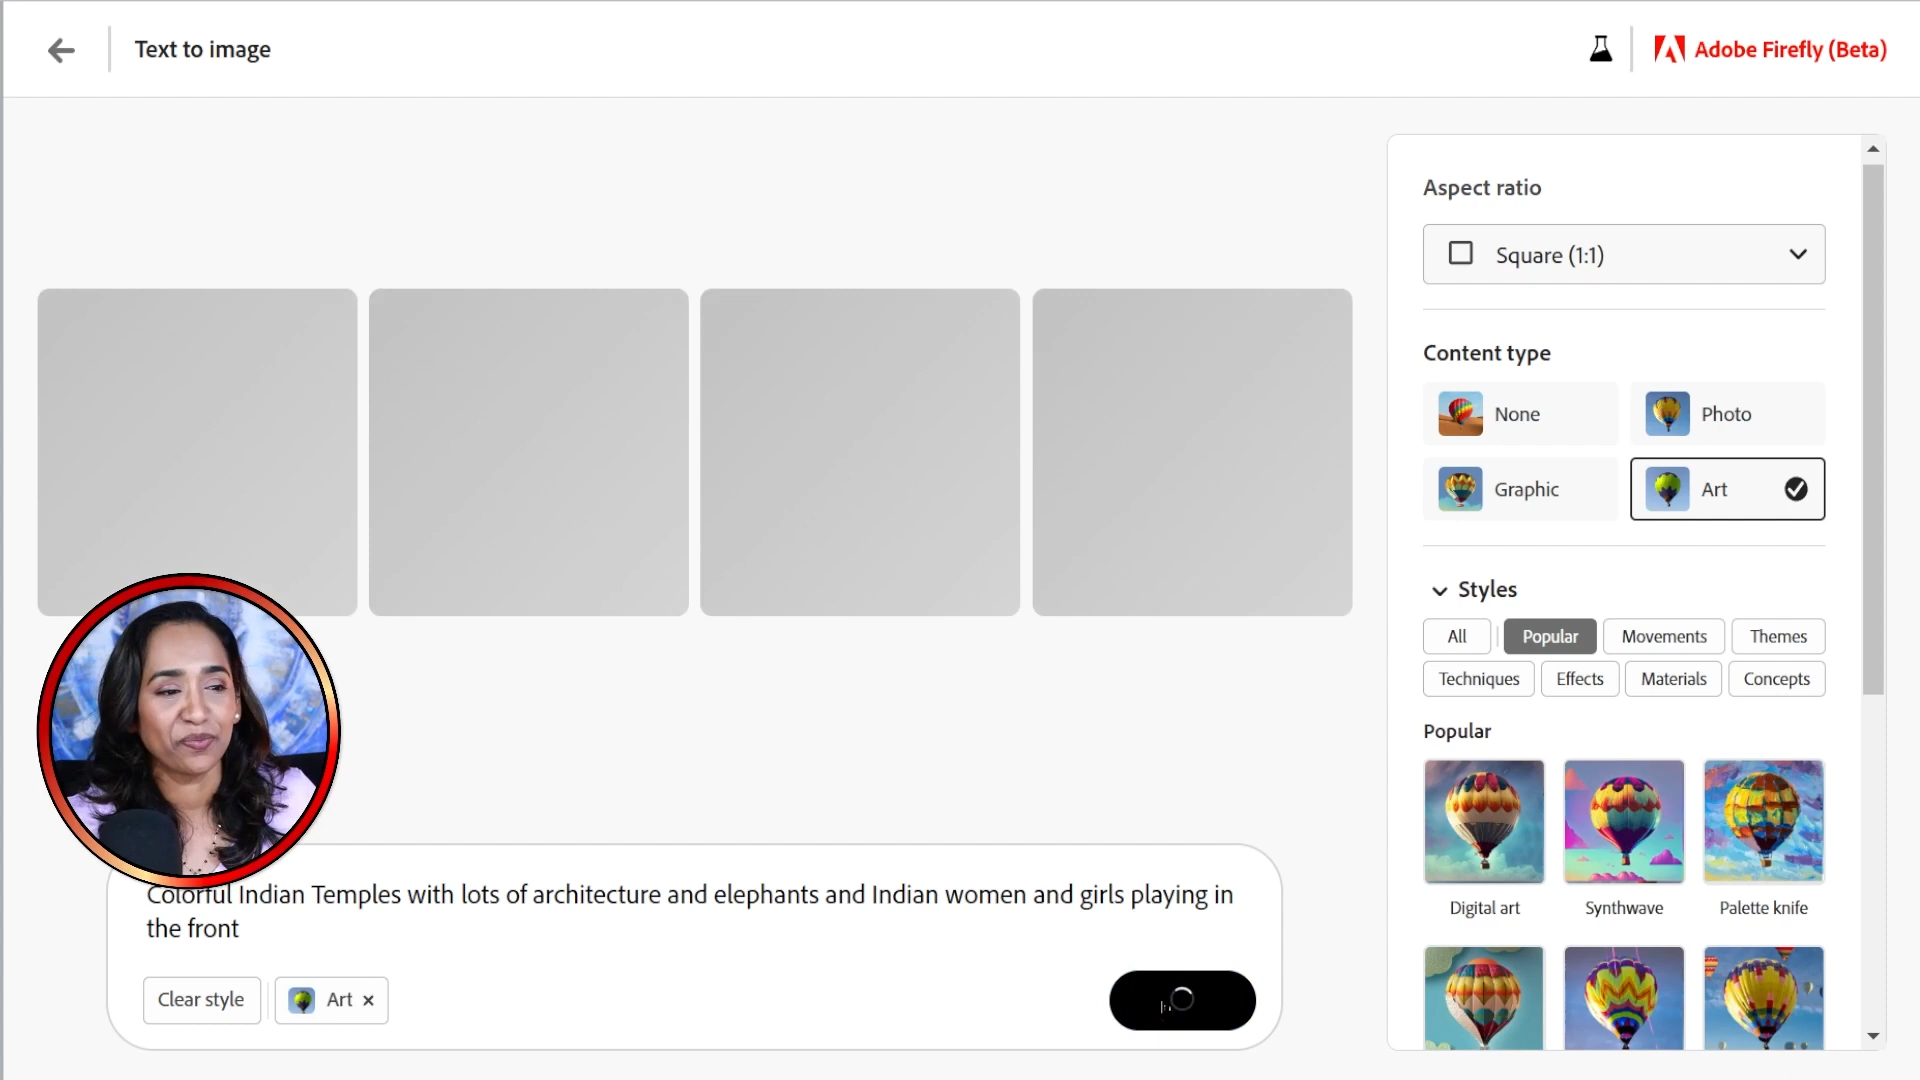 Text to image
Adobe Firefly (Beta)
Aspect ratio
Square (1:1)
Content type
None
Photo
Graphic
Art
Styles
All
Popular
Movements
Themes
Techniques
Effects
Materials
Concepts
Popular
Digital art
Synthwave
Palette knife
Colorful Indian Temples with lots of architecture and elephants and Indian women and girls playing in
the front
Clear style
Art